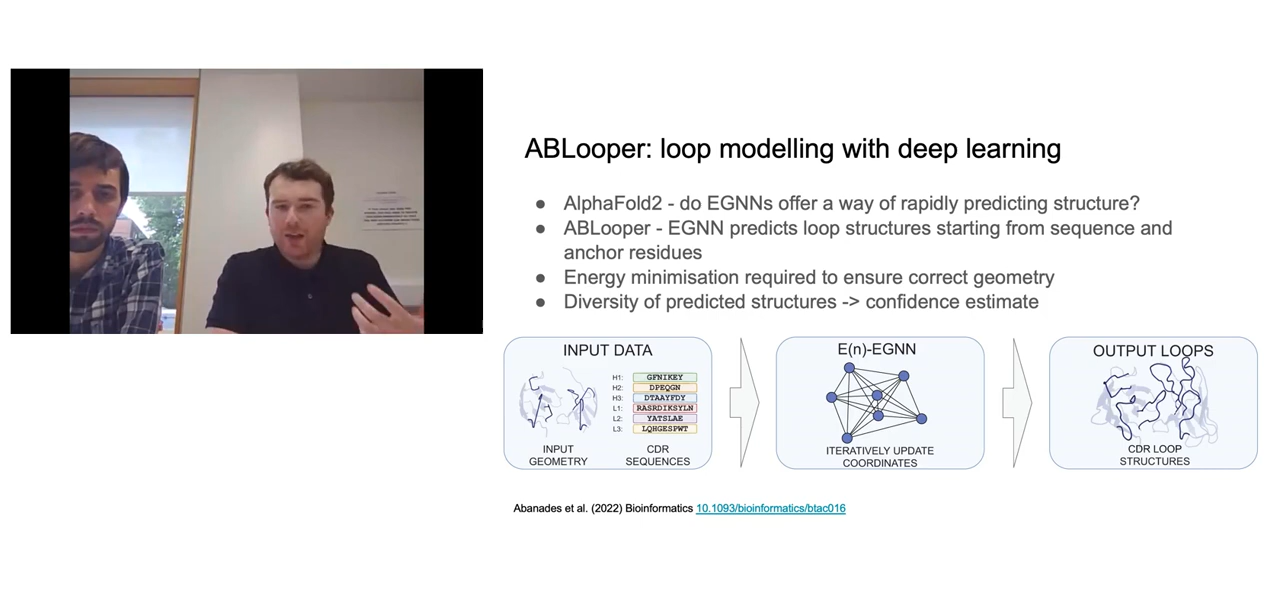 ABLooper: loop modelling with deep learning
● AlphaFold2 - do EGNNs offer a way of rapidly predicting structure?
● ABLooper - EGNN predicts loop structures starting from sequence and
anchor residues
● Energy minimisation required to ensure correct geometry
● Diversity of predicted structures -> confidence estimate
INPUT DATA
H1: GFNIKEY
H2: DPEQGN
H3: DTAAYFDY
L1: RASRDIKSYLN
L2: YATSLAE
L3: LQHGESPWT
INPUT
GEOMETRY
CDR
SEQUENCES
E(n)-EGNN
ITERATIVELY UPDATE
COORDINATES
OUTPUT LOOPS
CDR LOOP
STRUCTURES
Abanades et al. (2022) Bioinformatics 10.1093/bioinformatics/btac016